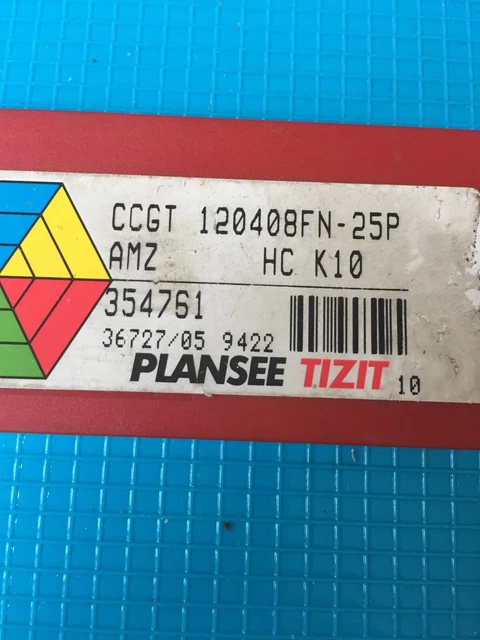 CCGT 120408FN-25P
AMZ HC K10
354761
36727/05 9422
PLANSEE TIZIT 10